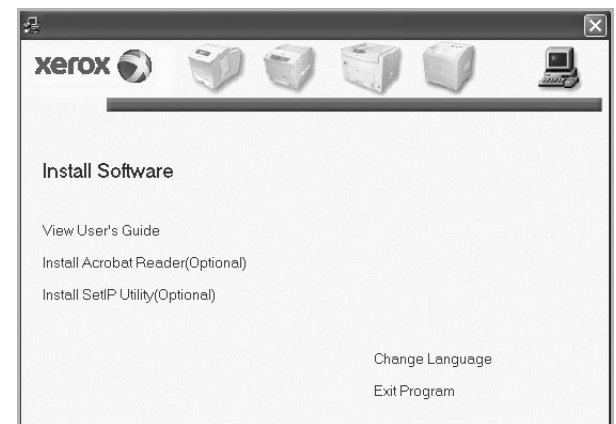 xerox
Install Software
View User's Guide
Install Acrobat Reader(Optional)
Install SetIP Utility(Optional)
Change Language
Exit Program